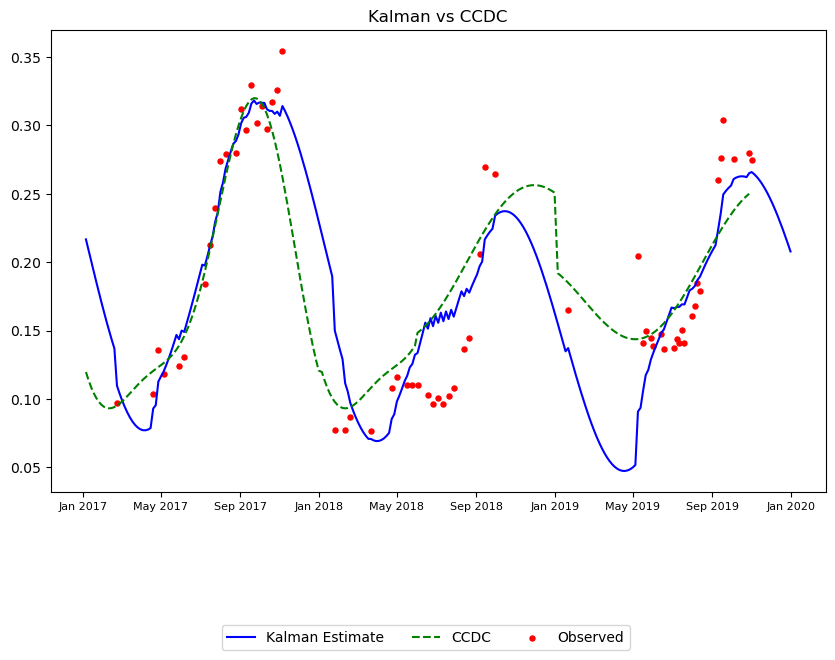 Kalman vs CCDC
0.35
0.30
0.25
0.20
0.15
0.10
0.05
Jan 2017 May 2017 Sep 2017 Jan 2018 May 2018 Sep 2018 Jan 2019 May 2019 Sep 2019 Jan 2020
Kalman Estimate CCDC Observed